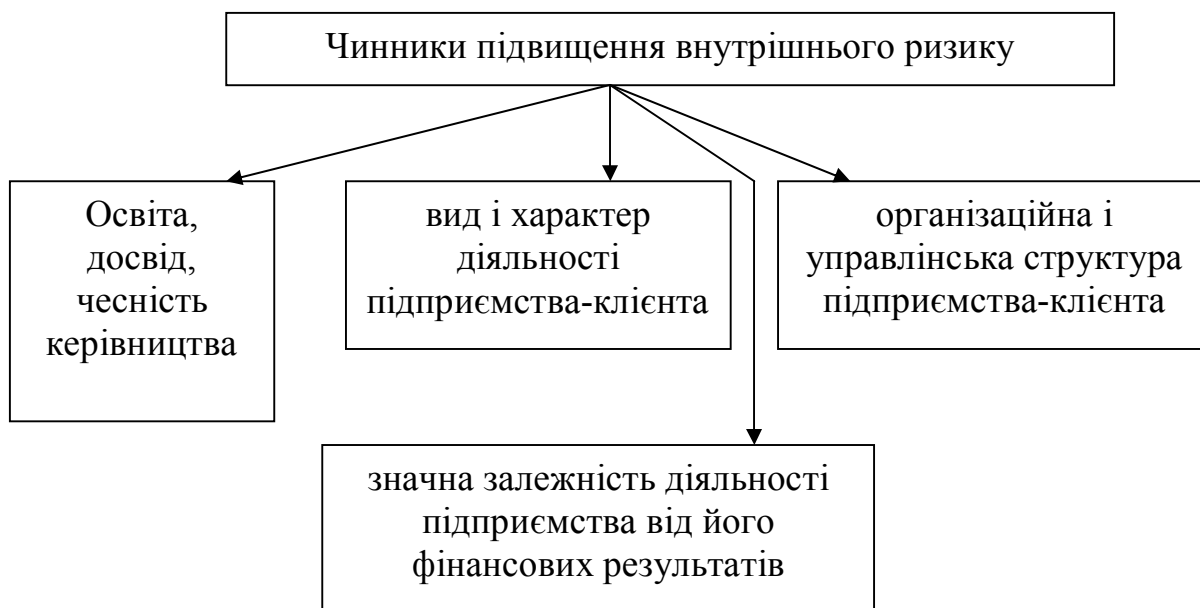 Чинники підвищення внутрішнього ризику
Освіта,
досвід,
чесність
керівництва
вид і характер
діяльності
підприємства-клієнта
організаційна і
управлінська структура
підприємства-клієнта
значна залежність діяльності
підприємства від його
фінансових результатів